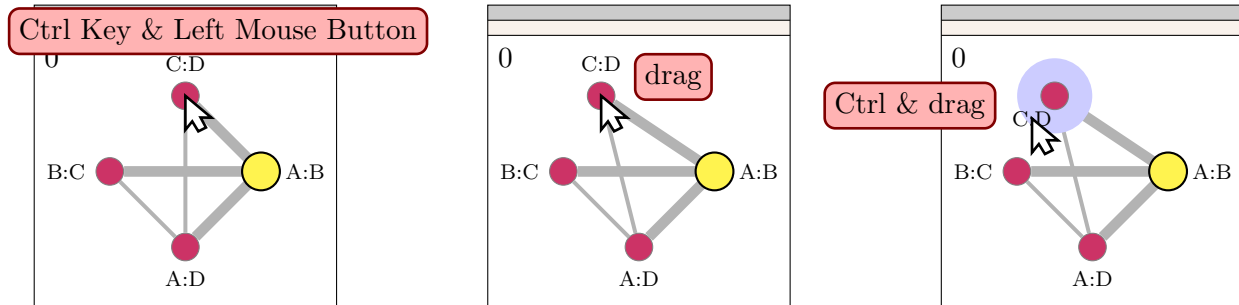 Ctrl Key & Left Mouse Button
0
C:D
B:C
A:B
A:D
0
C:D
drag
B:C
A:B
A:D
0
Ctrl & drag
C:D
B:C
A:B
A:D